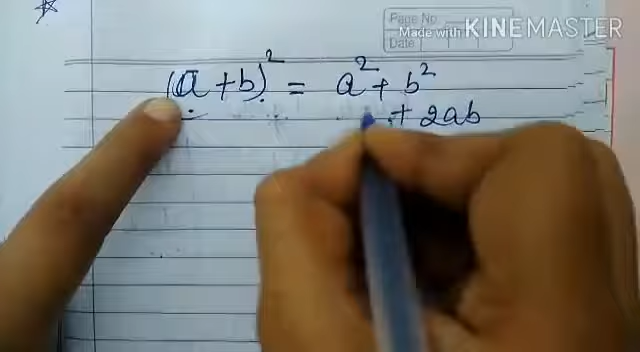 Page No
Date
Made with KINEMASTER
(a + b)² = a² + b²
+ 2ab